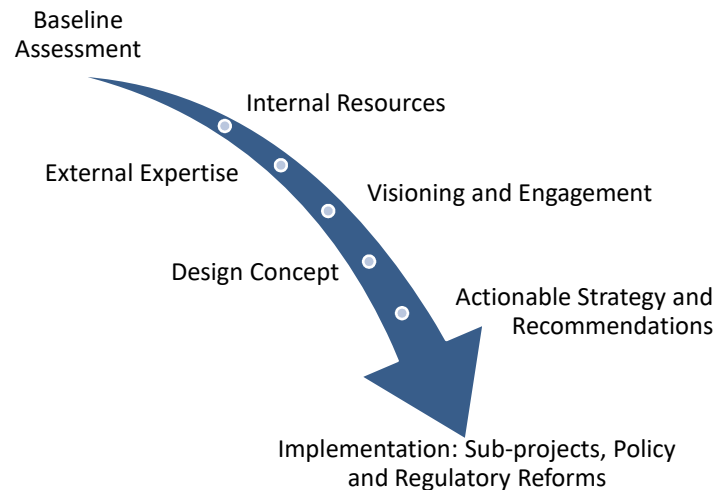 Baseline
Assessment
Internal Resources
External Expertise
Visioning and Engagement
Design Concept
Actionable Strategy and
Recommendations
Implementation: Sub-projects, Policy
and Regulatory Reforms